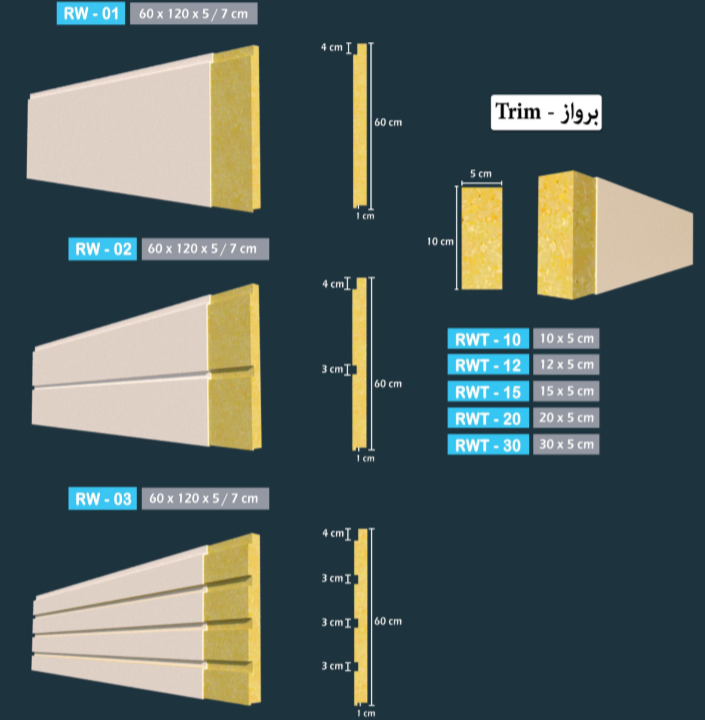 RW - 01 60 x 120 x 5 / 7 cm
4 cm
60 cm
1 cm
RW - 02 60 x 120 x 5 / 7 cm
4 cm
3 cm
60 cm
1 cm
RW - 03 60 x 120 x 5 / 7 cm
4 cm
3 cm
3 cm
60 cm
3 cm
1 cm
Trim - برواز
5 cm
10 cm
RWT - 10 10 x 5 cm
RWT - 12 12 x 5 cm
RWT - 15 15 x 5 cm
RWT - 20 20 x 5 cm
RWT - 30 30 x 5 cm